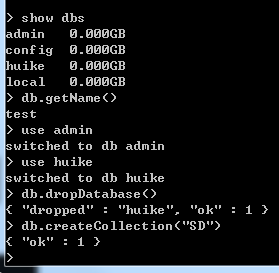 > show dbs
admin   0.000GB
config  0.000GB
huike   0.000GB
local   0.000GB
> db.getName()
test
> use admin
switched to db admin
> use huike
switched to db huike
> db.dropDatabase()
{ "dropped" : "huike", "ok" : 1 }
> db.createCollection("SD")
{ "ok" : 1 }
>